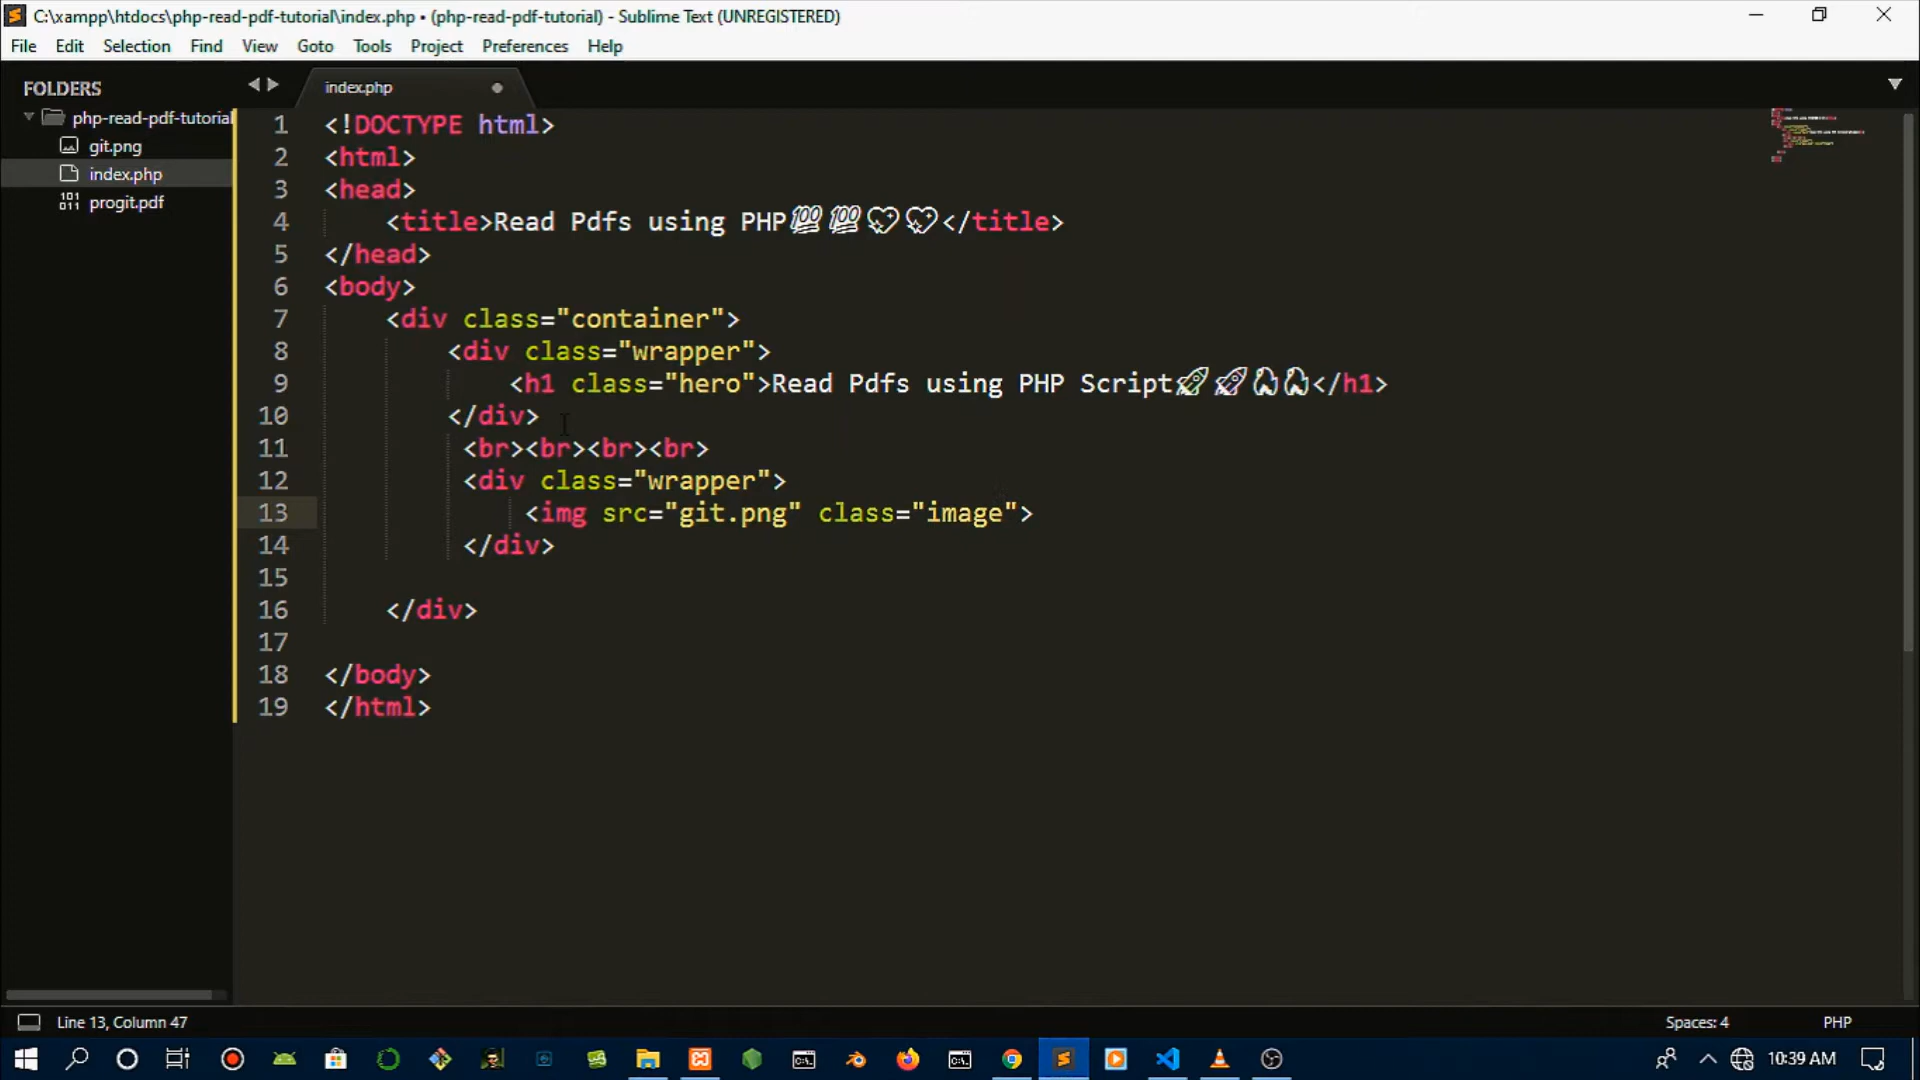 C:\xampp\htdocs\php-read-pdf-tutorial\index.php • (php-read-pdf-tutorial) - Sublime Text (UNREGISTERED)
File Edit Selection Find View Goto Tools Project Preferences Help
FOLDERS
php-read-pdf-tutorial
git.png
index.php
progit.pdf
index.php
1 <!DOCTYPE html>
2 <html>
3 <head>
4 <title>Read Pdfs using PHP💯💯💖💖</title>
5 </head>
6 <body>
7 <div class="container">
8 <div class="wrapper">
9 <h1 class="hero">Read Pdfs using PHP Script🚀🚀🔥🔥</h1>
10 </div>
11 <br><br><br><br>
12 <div class="wrapper">
13 <img src="git.png" class="image">
14 </div>
15
16 </div>
17
18 </body>
19 </html>
Line 13, Column 47
Spaces: 4
PHP
10:39 AM